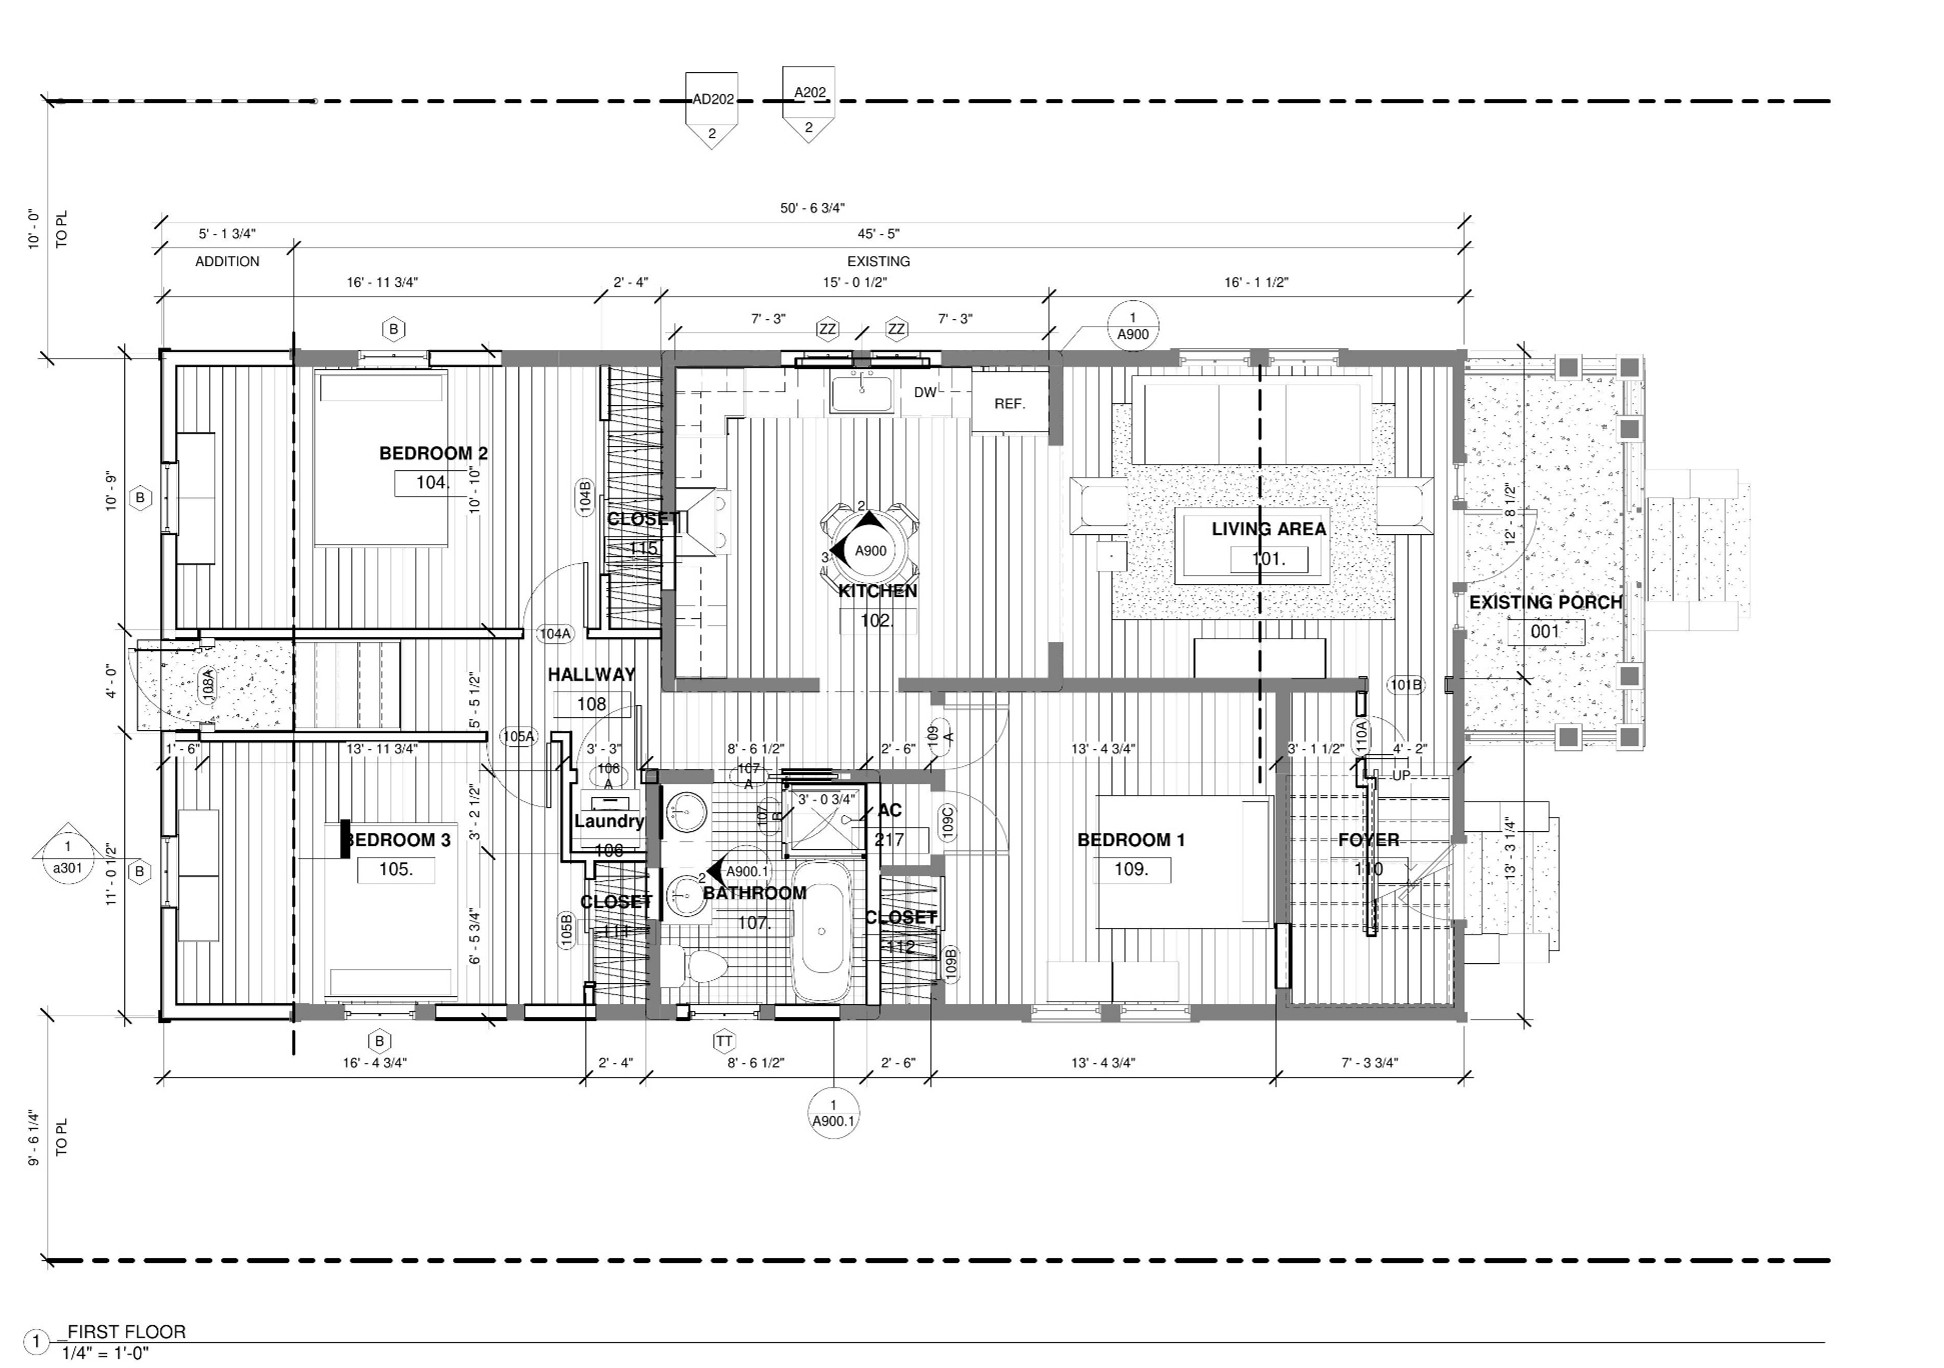 AD202
2
A202
2
10' - 0"
TO PL
50' - 6 3/4"
5' - 1 3/4"
45' - 5"
ADDITION
EXISTING
16' - 11 3/4"
2' - 4"
15' - 0 1/2"
16' - 1 1/2"
7' - 3"
7' - 3"
B
ZZ
ZZ
1
A900
DW
REF.
BEDROOM 2
104.
10' - 10"
10' - 9"
B
104B
CLOSET
115
2
3
A900
KITCHEN
102.
LIVING AREA
101.
12' - 8 1/2"
EXISTING PORCH
001
104A
HALLWAY
108
108A
4' - 0"
5' - 5 1/2"
101B
105A
109
A
110A
1' - 6"
13' - 11 3/4"
3' - 3"
8' - 6 1/2"
2' - 6"
13' - 4 3/4"
3' - 1 1/2"
4' - 2"
106
A
107
A
UP
3' - 2 1/2"
Laundry
106
107
B
3' - 0 3/4"
AC
217
109C
1
a301
B
11' - 0 1/2"
BEDROOM 3
105.
2
A900.1
BATHROOM
107.
BEDROOM 1
109.
FOYER
110
13' - 3 1/4"
6' - 5 3/4"
105B
CLOSET
111
CLOSET
112
109B
B
TT
16' - 4 3/4"
2' - 4"
8' - 6 1/2"
2' - 6"
13' - 4 3/4"
7' - 3 3/4"
1
A900.1
9' - 6 1/4"
TO PL
1
_FIRST FLOOR
1/4" = 1'-0"